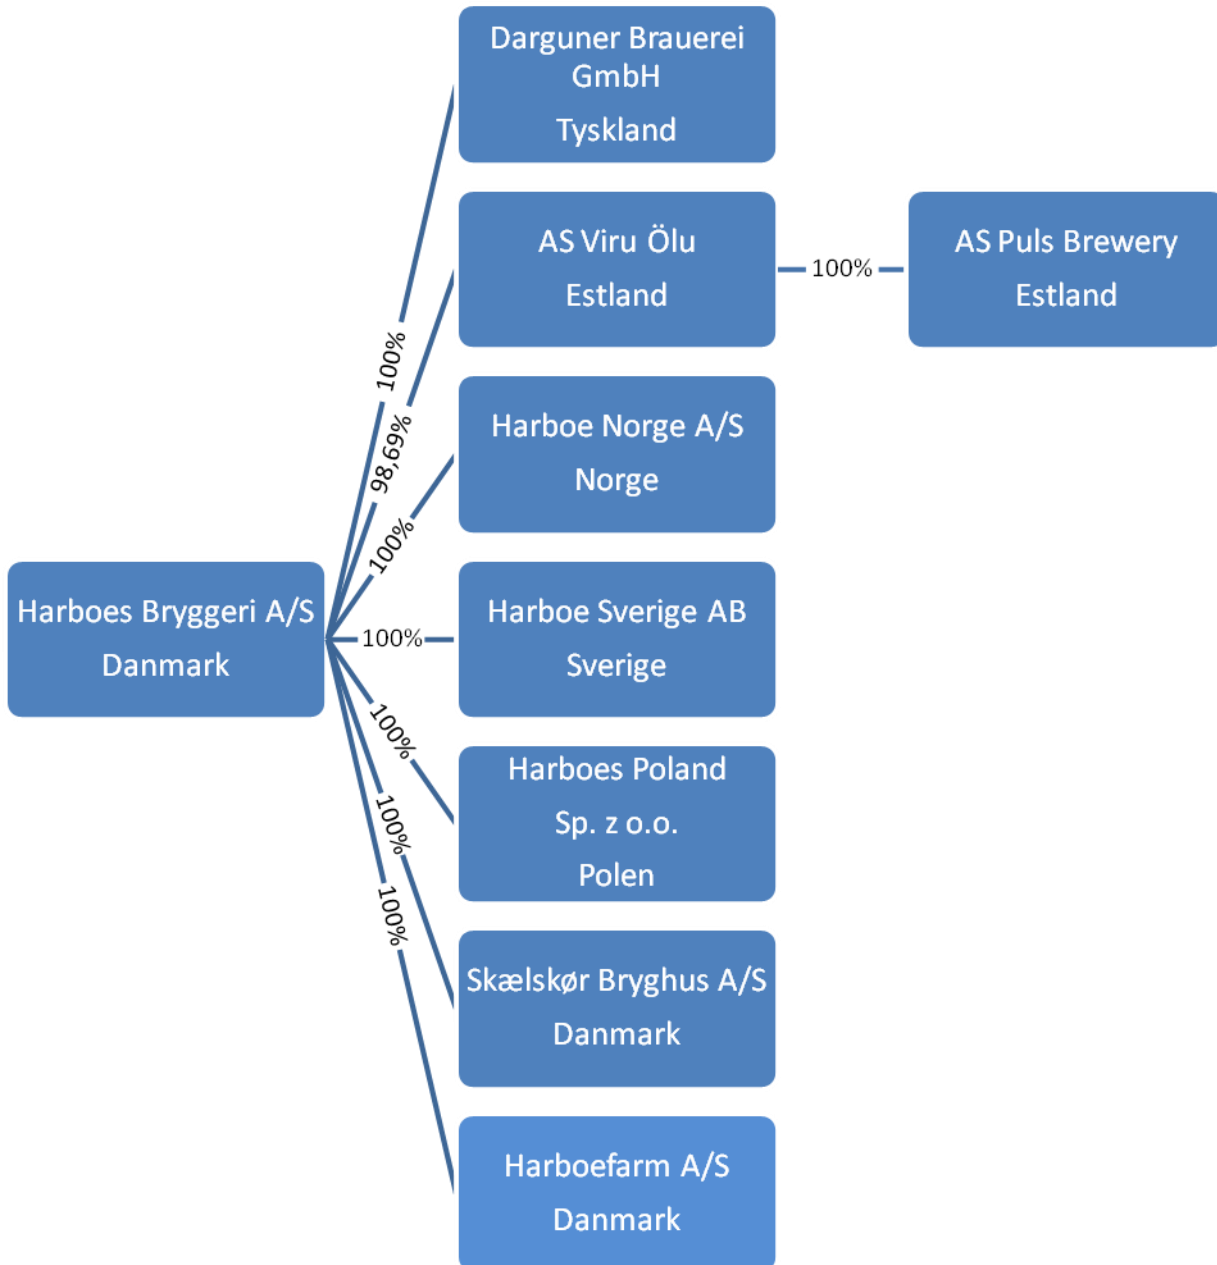 Darguner Brauerei
GmbH
Tyskland
AS Viru Ölu
Estland
100%
AS Puls Brewery
Estland
100%
98,69%
100%
Harboe Norge A/S
Norge
Harboes Bryggeri A/S
Danmark
100%
Harboe Sverige AB
Sverige
100%
Harboes Poland
Sp. z o.o.
Polen
100%
Skælskør Bryghus A/S
Danmark
100%
Harboefarm A/S
Danmark